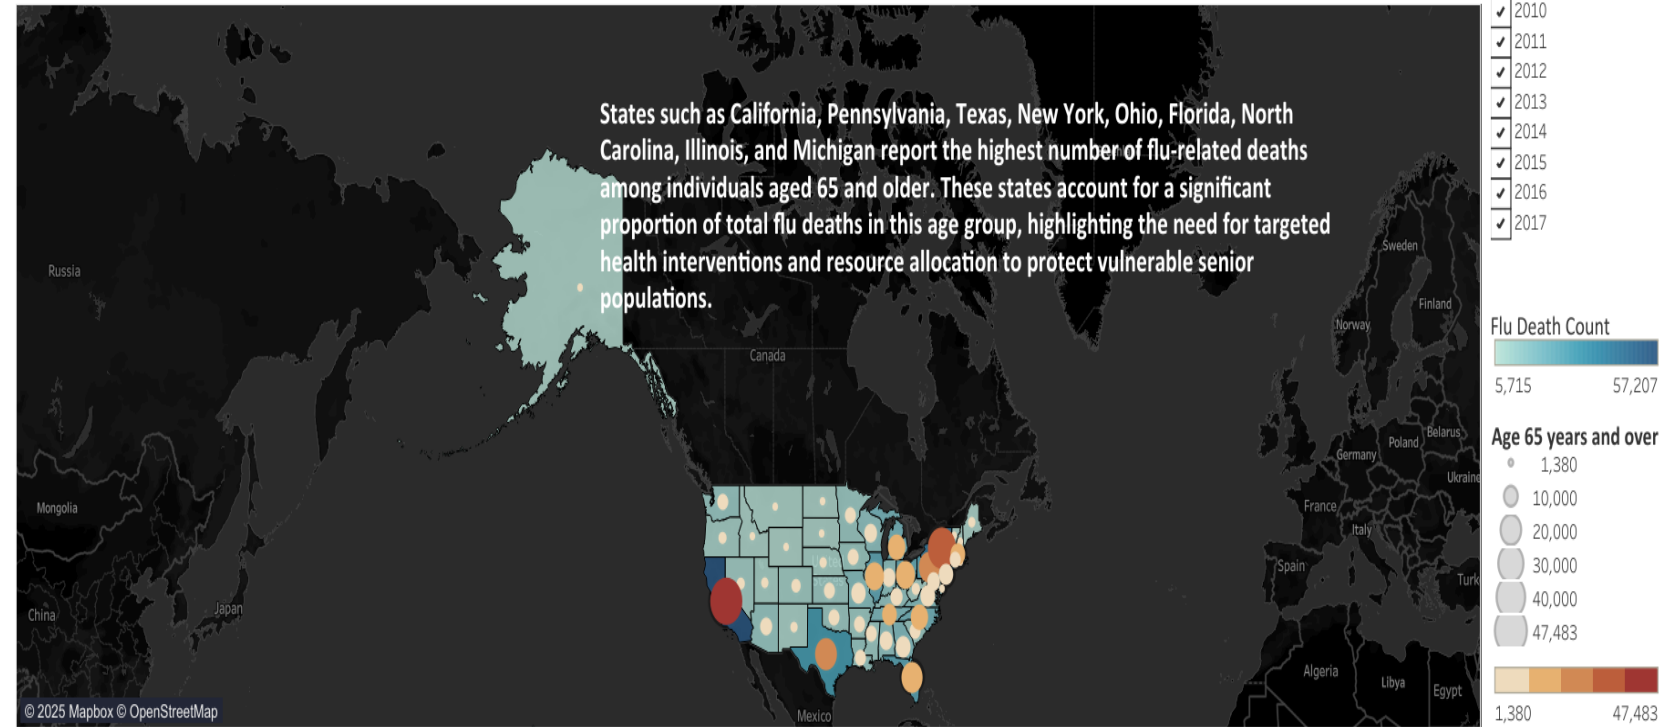 2010
2011
2012
2013
2014
2015
2016
2017
States such as California, Pennsylvania, Texas, New York, Ohio, Florida, North
Carolina, Illinois, and Michigan report the highest number of flu-related deaths
among individuals aged 65 and older. These states account for a significant
proportion of total flu deaths in this age group, highlighting the need for targeted
health interventions and resource allocation to protect vulnerable senior
populations.
Russia
Mongolia
China
Japan
Canada
United
Mexico
Sweden
Finland
Norway
Belarus
Poland
Germany
Ukraine
France
Italy
Spain
Turk
Algeria
Libya
Egypt
Flu Death Count
5,715 57,207
Age 65 years and over
1,380
10,000
20,000
30,000
40,000
47,483
1,380 47,483
© 2025 Mapbox © OpenStreetMap